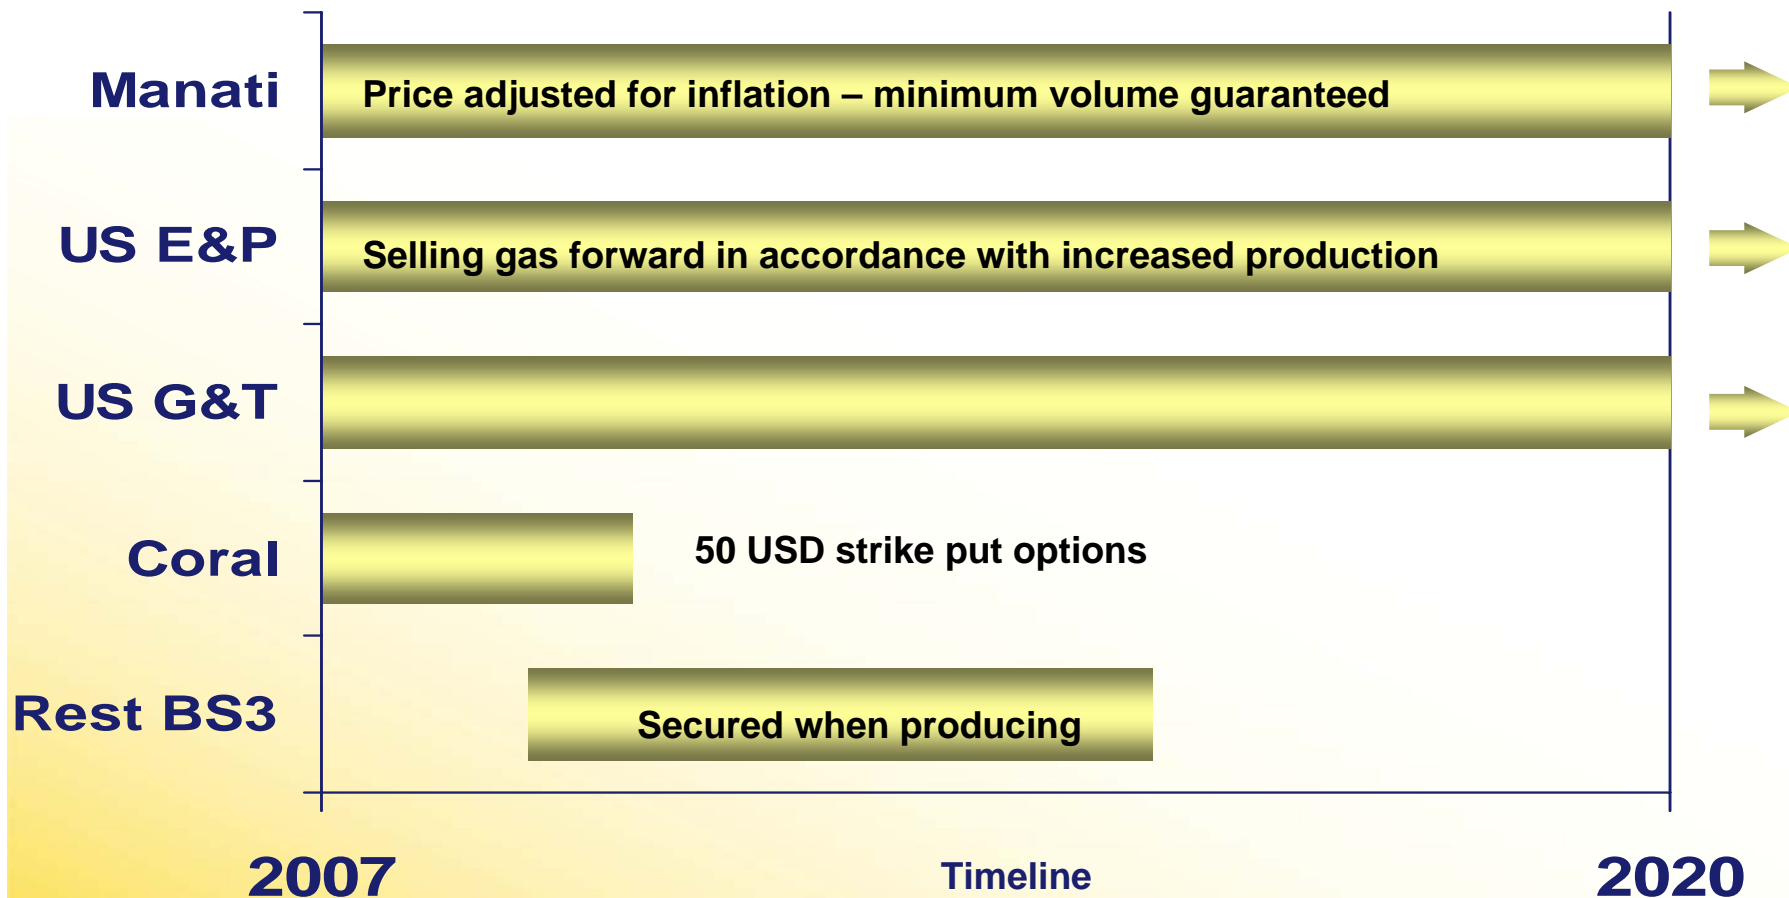 Manati
Price adjusted for inflation – minimum volume guaranteed
US E&P
Selling gas forward in accordance with increased production
US G&T
Coral
50 USD strike put options
Rest BS3
Secured when producing
2007
Timeline
2020